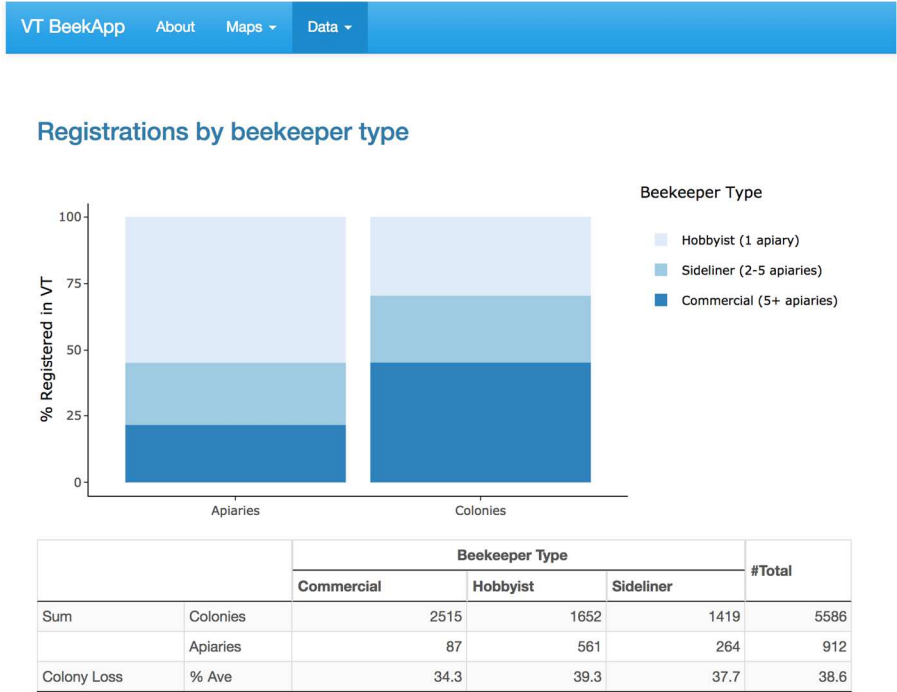 VT BeekApp About Maps Data
Registrations by beekeeper type
Beekeeper Type
Hobbyist (1 apiary)
Sideliner (2-5 apiaries)
Commercial (5+ apiaries)
% Registered in VT
100
75
50
25
0
Apiaries Colonies
Beekeeper Type
#Total
Commercial Hobbyist Sideliner
Sum Colonies 2515 1652 1419 5586
Apiaries 87 561 264 912
Colony Loss % Ave 34.3 39.3 37.7 38.6